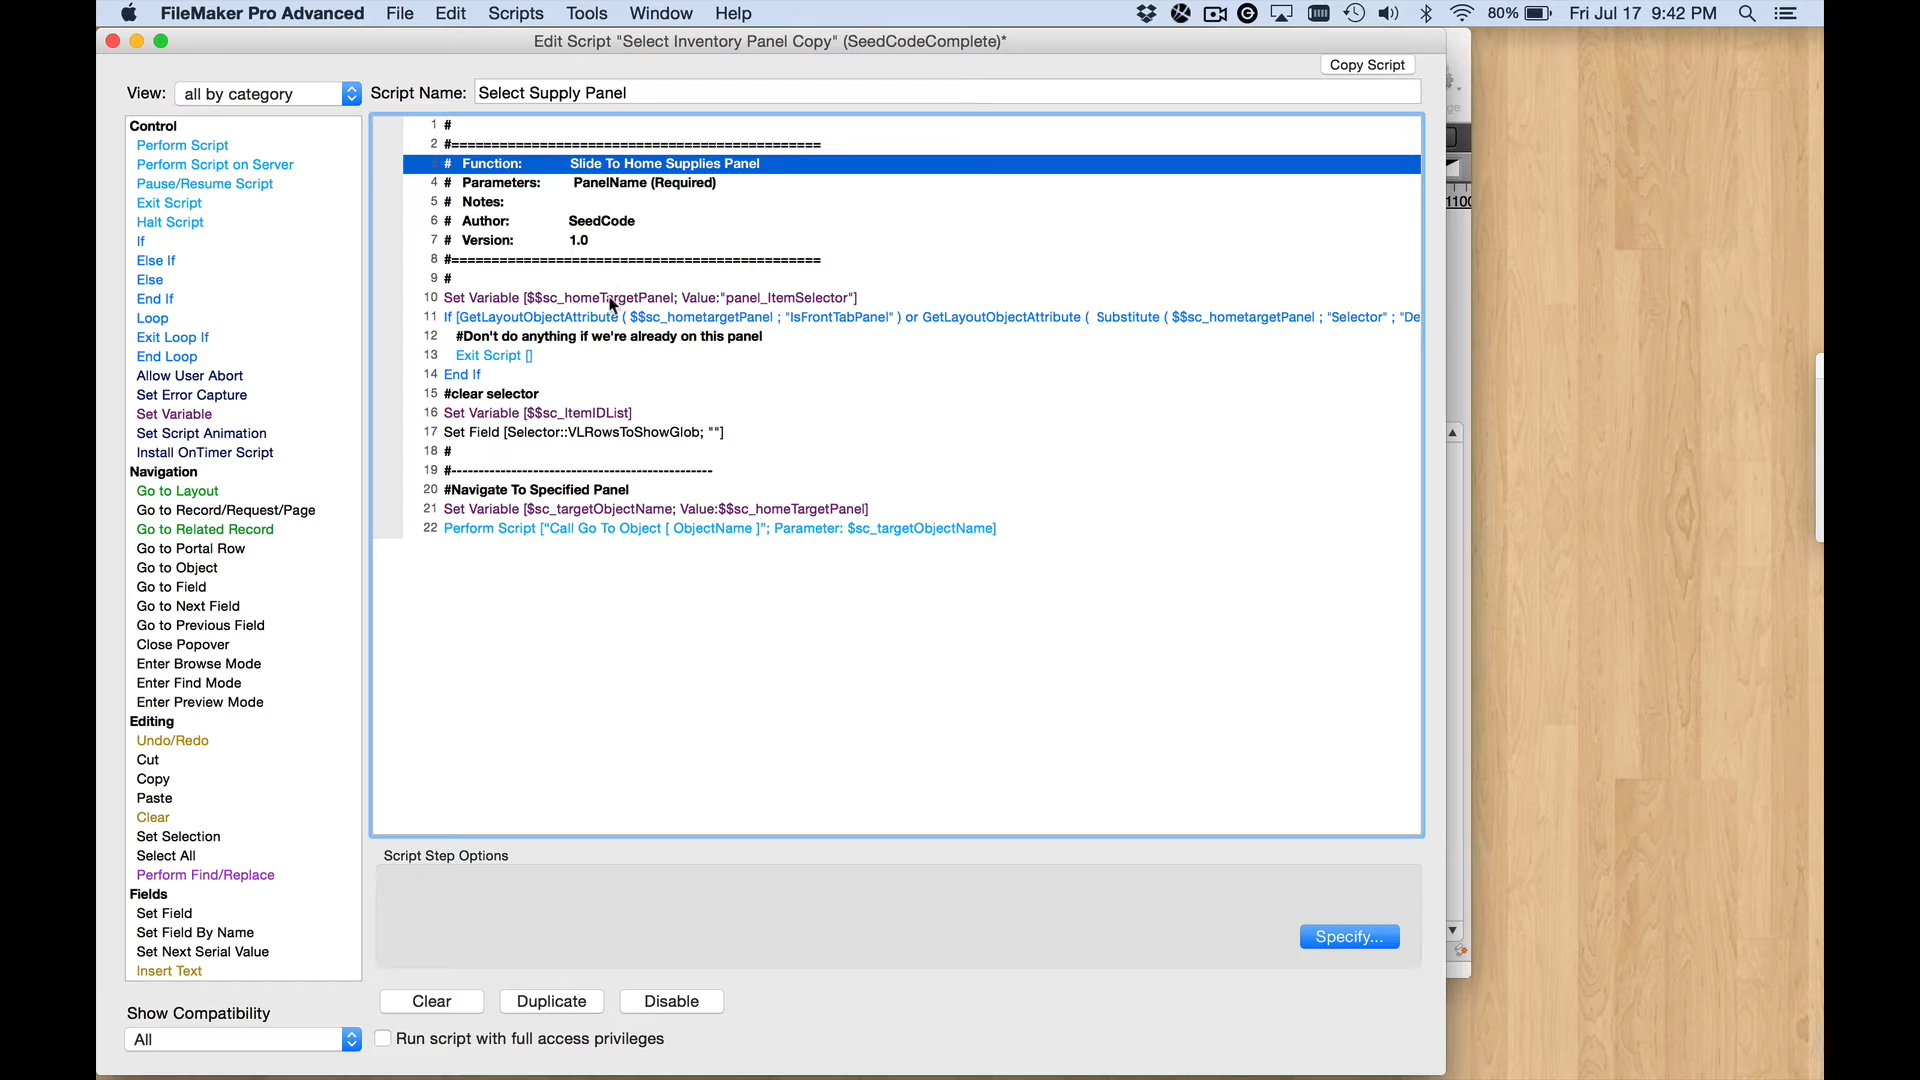 FileMaker Pro Advanced File Edit Scripts Tools Window Help 80% Fri Jul 17 9:42 PM
Edit Script "Select Inventory Panel Copy" (SeedCodeComplete)*
Copy Script
View: all by category
Script Name: Select Supply Panel
Control
Perform Script
Perform Script on Server
Pause/Resume Script
Exit Script
Halt Script
If
Else If
Else
End If
Loop
Exit Loop If
End Loop
Allow User Abort
Set Error Capture
Set Variable
Set Script Animation
Install OnTimer Script
Navigation
Go to Layout
Go to Record/Request/Page
Go to Related Record
Go to Portal Row
Go to Object
Go to Field
Go to Next Field
Go to Previous Field
Close Popover
Enter Browse Mode
Enter Find Mode
Enter Preview Mode
Editing
Undo/Redo
Cut
Copy
Paste
Clear
Set Selection
Select All
Perform Find/Replace
Fields
Set Field
Set Field By Name
Set Next Serial Value
Insert Text
Show Compatibility
All
1 #
2 #==============================================
# Function: Slide To Home Supplies Panel
4 # Parameters: PanelName (Required)
5 # Notes:
6 # Author: SeedCode
7 # Version: 1.0
8 #==============================================
9 #
10 Set Variable [$$sc_homeTargetPanel; Value:"panel_ItemSelector"]
11 If [GetLayoutObjectAttribute ( $$sc_hometargetPanel ; "IsFrontTabPanel" ) or GetLayoutObjectAttribute ( Substitute ( $$sc_hometargetPanel ; "Selector" ; "De
12 #Don't do anything if we're already on this panel
13 Exit Script []
14 End If
15 #clear selector
16 Set Variable [$$sc_ItemIDList]
17 Set Field [Selector::VLRowsToShowGlob; ""]
18 #
19 #------------------------------------------------
20 #Navigate To Specified Panel
21 Set Variable [$sc_targetObjectName; Value:$$sc_homeTargetPanel]
22 Perform Script ["Call Go To Object [ ObjectName ]"; Parameter: $sc_targetObjectName]
Script Step Options
Specify...
Clear Duplicate Disable
Run script with full access privileges
1100